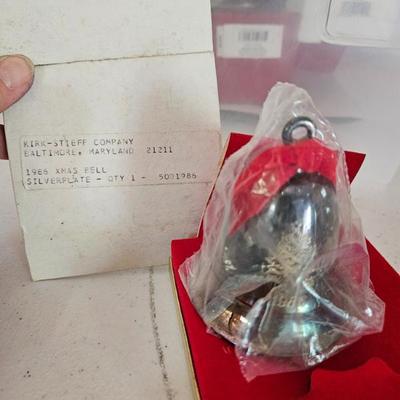 KIRK-STIEFF COMPANY
BALTIMORE, MARYLAND 21211
1986 XMAS BELL
SILVERPLATE - QTY 1 - 5001986